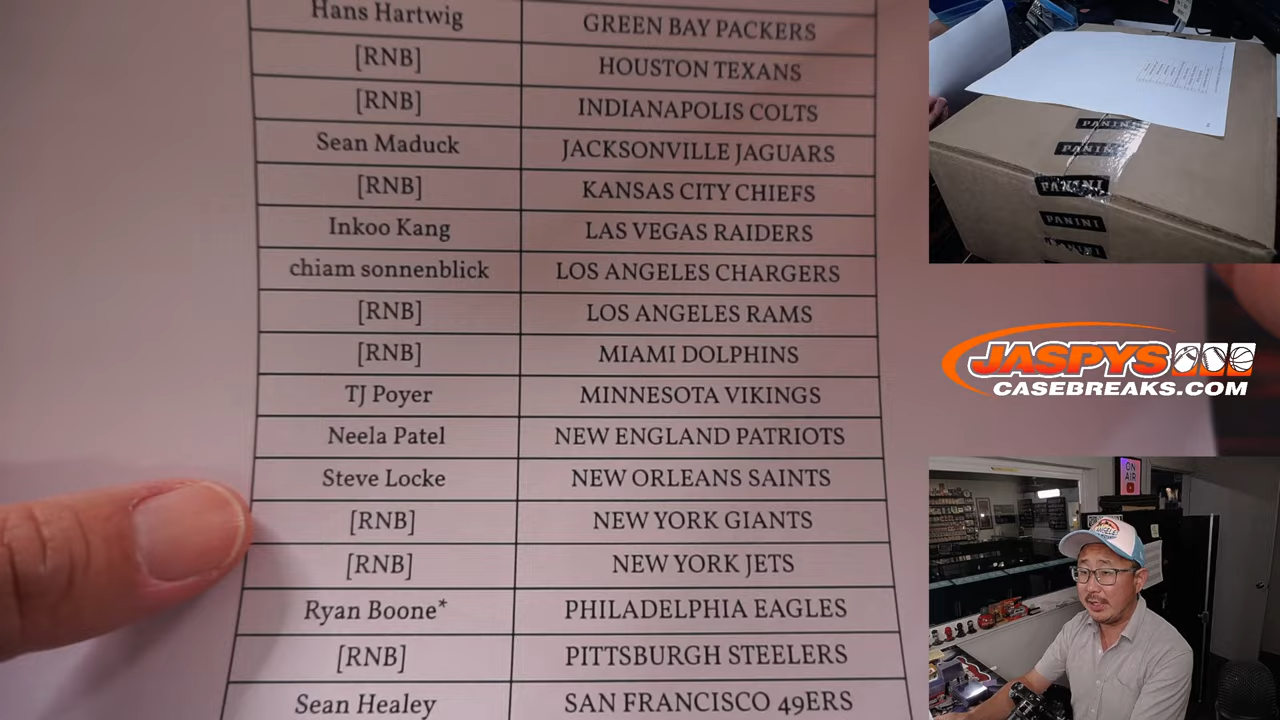 Hans Hartwig GREEN BAY PACKERS
[RNB] HOUSTON TEXANS
[RNB] INDIANAPOLIS COLTS
Sean Maduck JACKSONVILLE JAGUARS
[RNB] KANSAS CITY CHIEFS
Inkoo Kang LAS VEGAS RAIDERS
chiam sonnenblick LOS ANGELES CHARGERS
[RNB] LOS ANGELES RAMS
[RNB] MIAMI DOLPHINS
TJ Poyer MINNESOTA VIKINGS
Neela Patel NEW ENGLAND PATRIOTS
Steve Locke NEW ORLEANS SAINTS
[RNB] NEW YORK GIANTS
[RNB] NEW YORK JETS
Ryan Boone* PHILADELPHIA EAGLES
[RNB] PITTSBURGH STEELERS
Sean Healey SAN FRANCISCO 49ERS
PANINI
PANINI
PANINI
PANINI
PANINI
JASPYS
CASEBREAKS.COM
ON
AIR